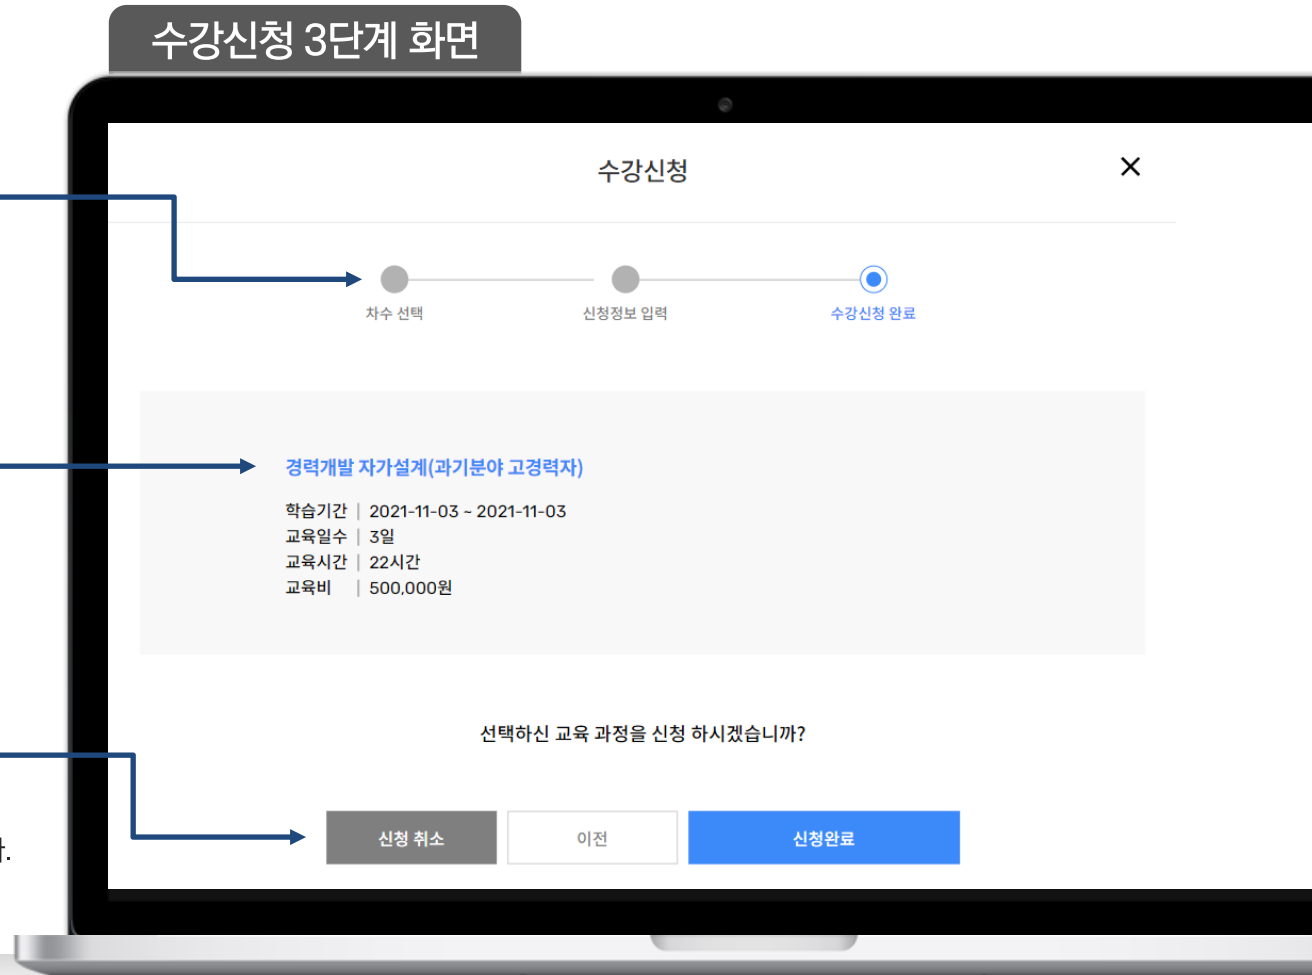 수강신청 3단계 화면
수강신청
차수 선택
신청정보 입력
수강신청 완료
경력개발 자가설계(과기분야 고경력자)
학습기간 | 2021-11-03 ~ 2021-11-03
교육일수 | 3일
교육시간 | 22시간
교육비 | 500,000원
선택하신 교육 과정을 신청 하시겠습니까?
신청 취소
이전
신청완료